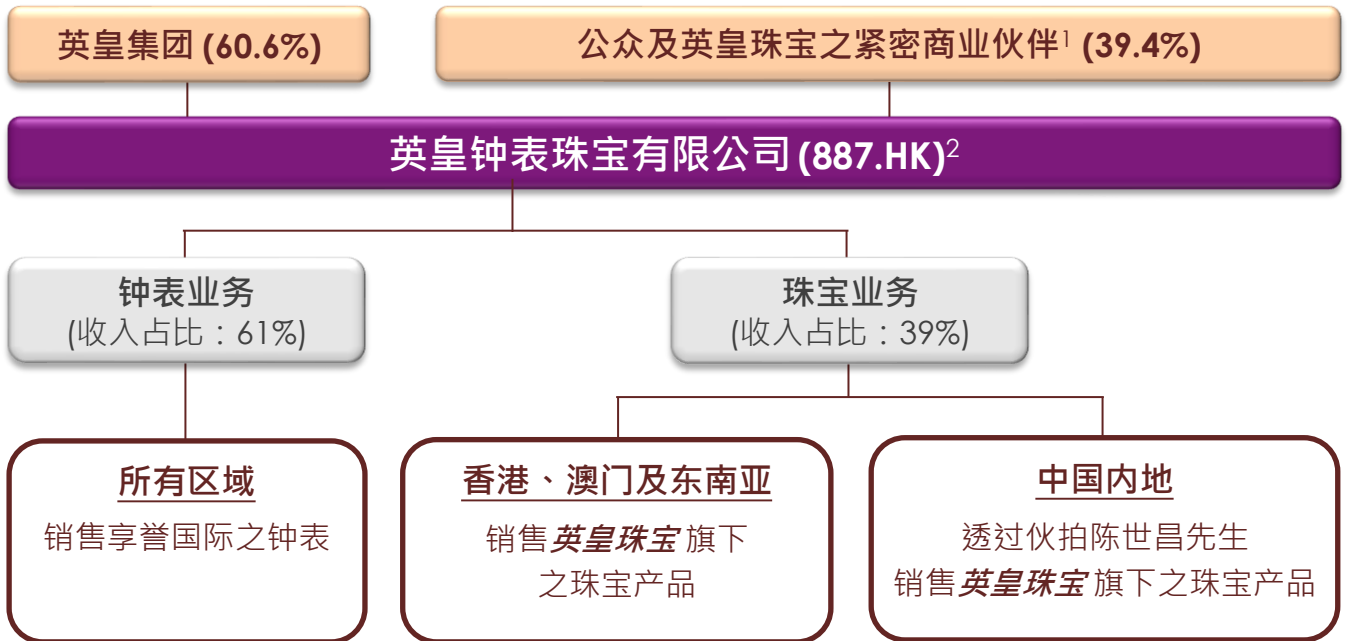 英皇集团 (60.6%)
公众及英皇珠宝之紧密商业伙伴¹ (39.4%)
英皇钟表珠宝有限公司 (887.HK)²
钟表业务
(收入占比：61%)
珠宝业务
(收入占比：39%)
所有区域
销售享誉国际之钟表
香港、澳门及东南亚
销售英皇珠宝 旗下
之珠宝产品
中国内地
透过伙拍陈世昌先生
销售英皇珠宝 旗下之珠宝产品